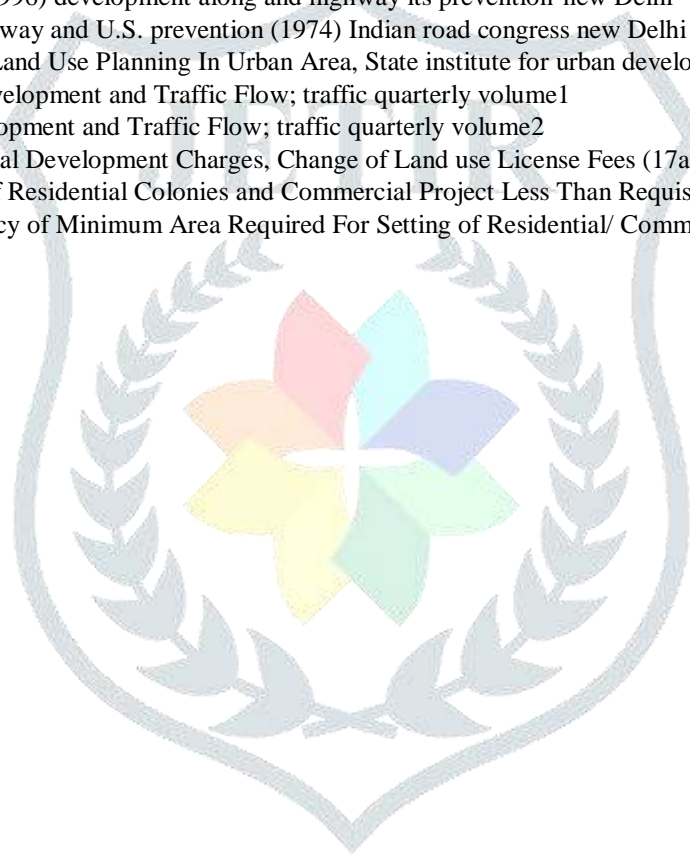 1996) development along and highway its prevention new Delhi
way and U.S. prevention (1974) Indian road congress new Delhi
Land Use Planning In Urban Area, State institute for urban develo
velopment and Traffic Flow; traffic quarterly volume1
opment and Traffic Flow; traffic quarterly volume2
al Development Charges, Change of Land use License Fees (17a
f Residential Colonies and Commercial Project Less Than Requis
cy of Minimum Area Required For Setting of Residential/ Comm
JETIR